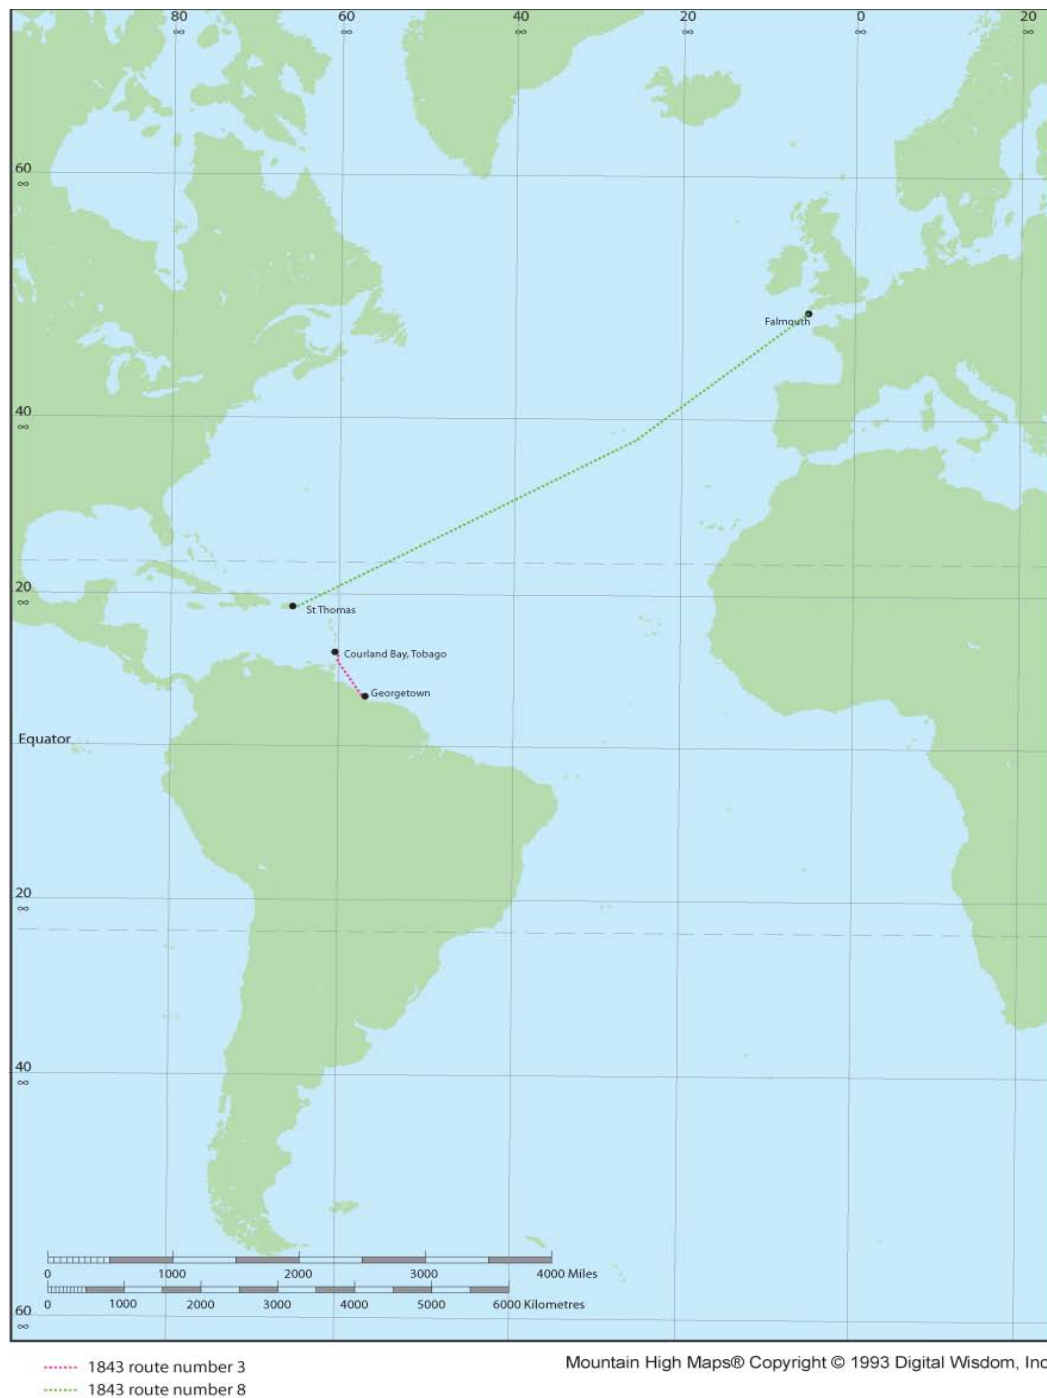 80 60 40 20 0 20
∞ ∞ ∞ ∞ ∞ ∞
60
∞
Falmouth
40
∞
20
∞
St Thomas
Courland Bay, Tobago
Georgetown
Equator
20
∞
40
∞
0 1000 2000 3000 4000 Miles
0 1000 2000 3000 4000 5000 6000 Kilometres
60
∞
1843 route number 3
1843 route number 8
Mountain High Maps® Copyright © 1993 Digital Wisdom, Inc